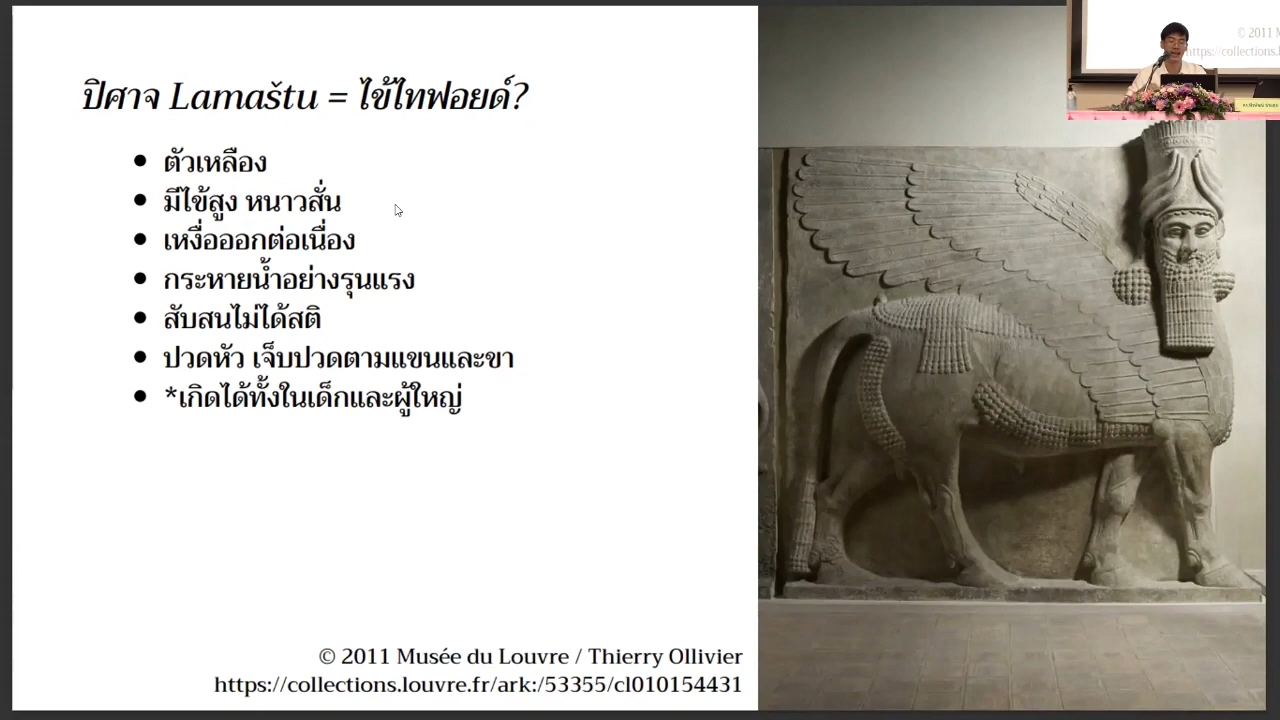 ปีศาจ Lamaštu = ไข้ไทฟอยด์?
ตัวเหลือง
มีไข้สูง หนาวสั่น
เหงื่อออกต่อเนื่อง
กระหายน้ำอย่างรุนแรง
สับสนไม่ได้สติ
ปวดหัว เจ็บปวดตามแขนและขา
*เกิดได้ทั้งในเด็กและผู้ใหญ่
© 2011 Musée du Louvre / Thierry Ollivier
https://collections.louvre.fr/ark:/53355/cl010154431
© 2011 M
https://collections.l